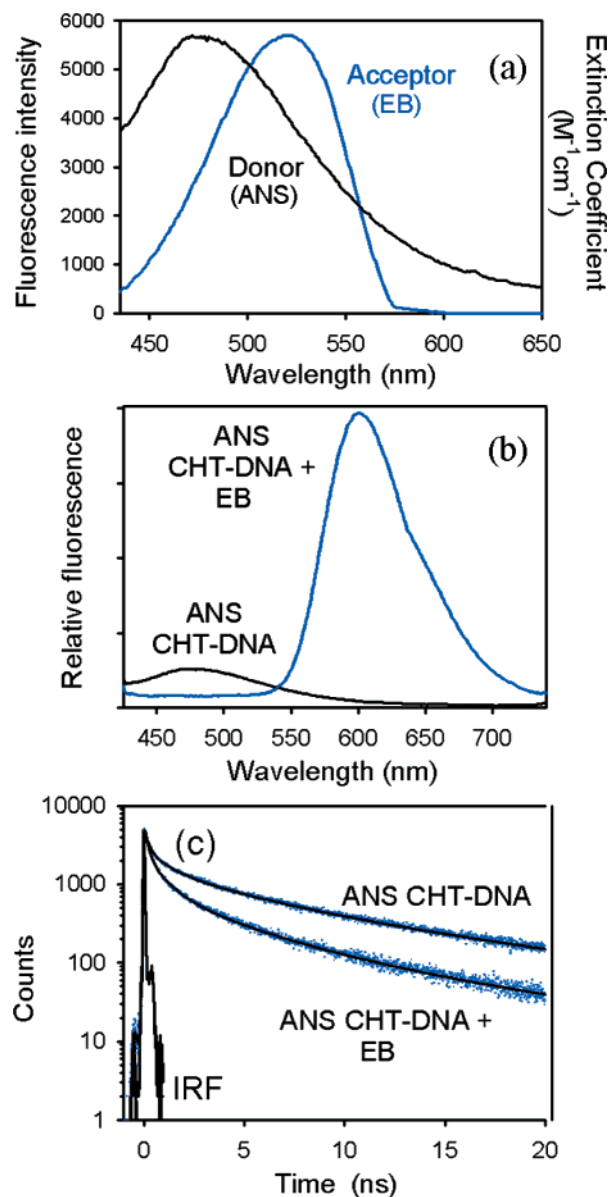 6000
5000
4000
3000
2000
1000
0
Fluorescence intensity
Acceptor
(EB)
(a)
Donor
(ANS)
Extinction Coefficient
(M⁻¹cm⁻¹)
450 500 550 600 650
Wavelength (nm)
ANS
CHT-DNA +
EB
(b)
ANS
CHT-DNA
Relative fluorescence
450 500 550 600 650 700
Wavelength (nm)
10000
1000
100
10
1
Counts
(c)
ANS CHT-DNA
ANS CHT-DNA +
EB
IRF
0 5 10 15 20
Time (ns)